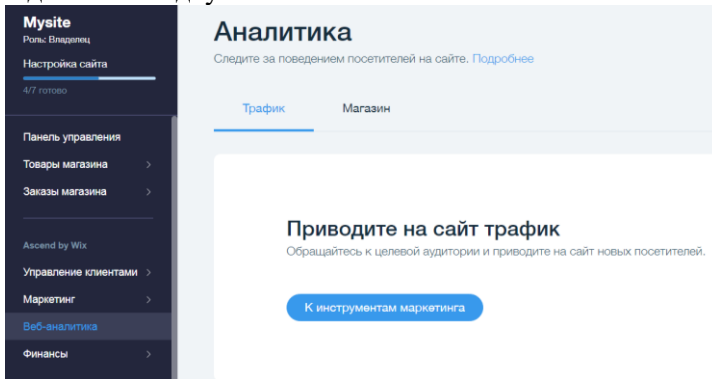 Mysite
Роль: Владелец
Настройка сайта
4/7 готово
Панель управления
Товары магазина
Заказы магазина
Ascend by Wix
Управление клиентами
Маркетинг
Веб-аналитика
Финансы
Аналитика
Следите за поведением посетителей на сайте. Подробнее
Трафик Магазин
Приводите на сайт трафик
Обращайтесь к целевой аудитории и приводите на сайт новых посетителей.
К инструментам маркетинга